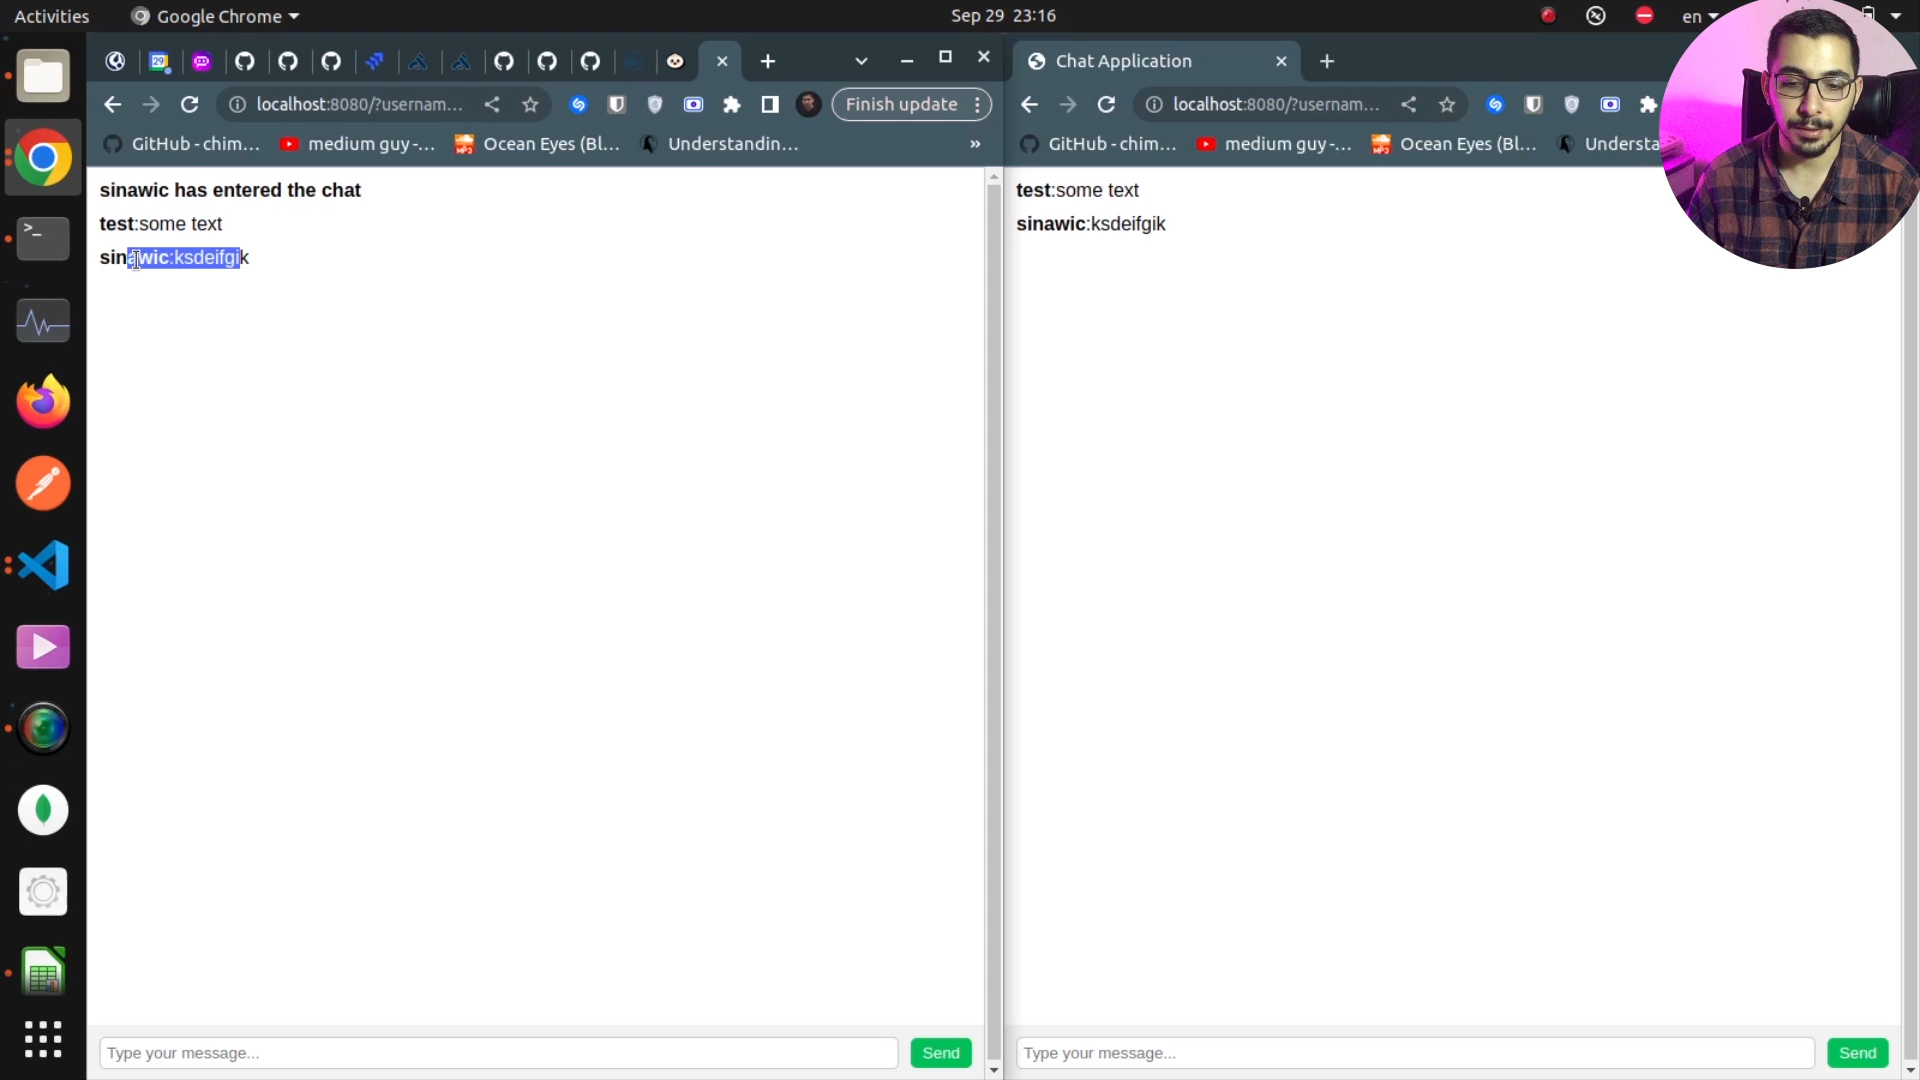 Activities
Google Chrome
Sep 29 23:16
en
29
localhost:8080/?usernam...
Finish update
GitHub - chim...
medium guy -...
Ocean Eyes (Bl...
Understandin...
»
sinawic has entered the chat
test:some text
sinawic:ksdeifgik
Type your message...
Send
Chat Application
localhost:8080/?usernam...
GitHub - chim...
medium guy -...
Ocean Eyes (Bl...
Understa
test:some text
sinawic:ksdeifgik
Type your message...
Send